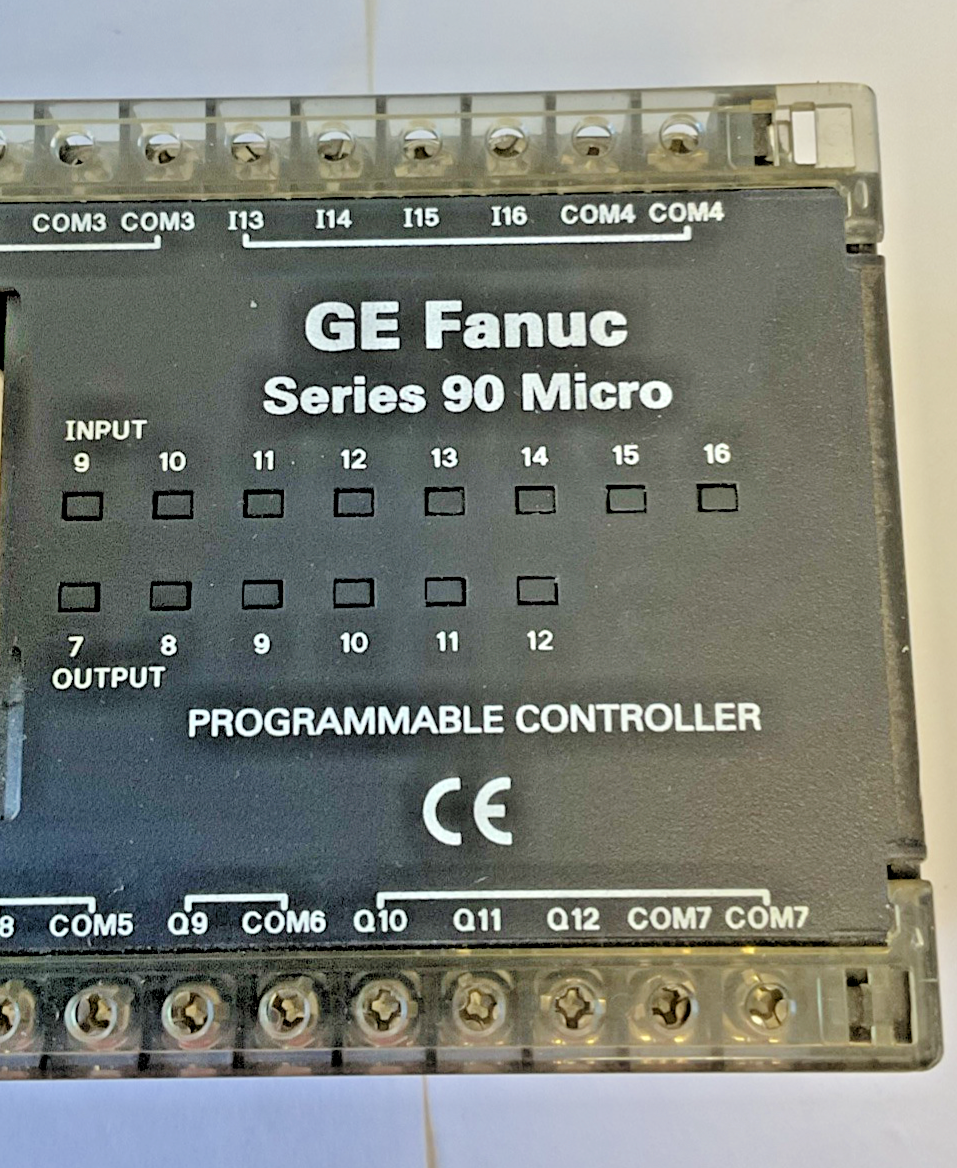 COM3 COM3 I13 I14 I15 I16 COM4 COM4
GE Fanuc
Series 90 Micro
INPUT
9 10 11 12 13 14 15 16
7 8 9 10 11 12
OUTPUT
PROGRAMMABLE CONTROLLER
CE
8 COM5 Q9 COM6 Q10 Q11 Q12 COM7 COM7